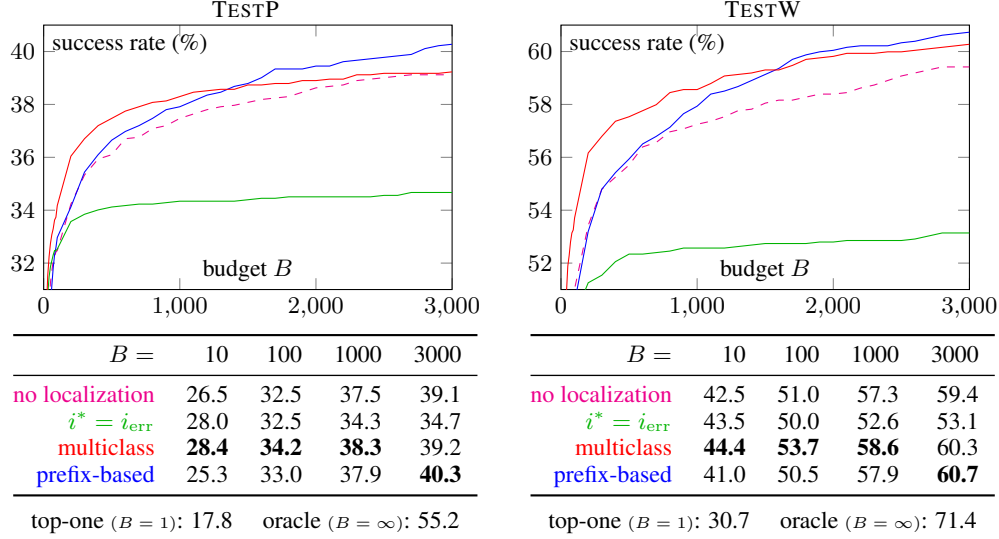 TESTP
success rate (%)
40
38
36
34
32
budget B
0 1,000 2,000 3,000
B = 10 100 1000 3000
no localization 26.5 32.5 37.5 39.1
i* = i_err 28.0 32.5 34.3 34.7
multiclass 28.4 34.2 38.3 39.2
prefix-based 25.3 33.0 37.9 40.3
top-one (B = 1): 17.8 oracle (B = ∞): 55.2
TESTW
success rate (%)
60
58
56
54
52
budget B
0 1,000 2,000 3,000
B = 10 100 1000 3000
no localization 42.5 51.0 57.3 59.4
i* = i_err 43.5 50.0 52.6 53.1
multiclass 44.4 53.7 58.6 60.3
prefix-based 41.0 50.5 57.9 60.7
top-one (B = 1): 30.7 oracle (B = ∞): 71.4